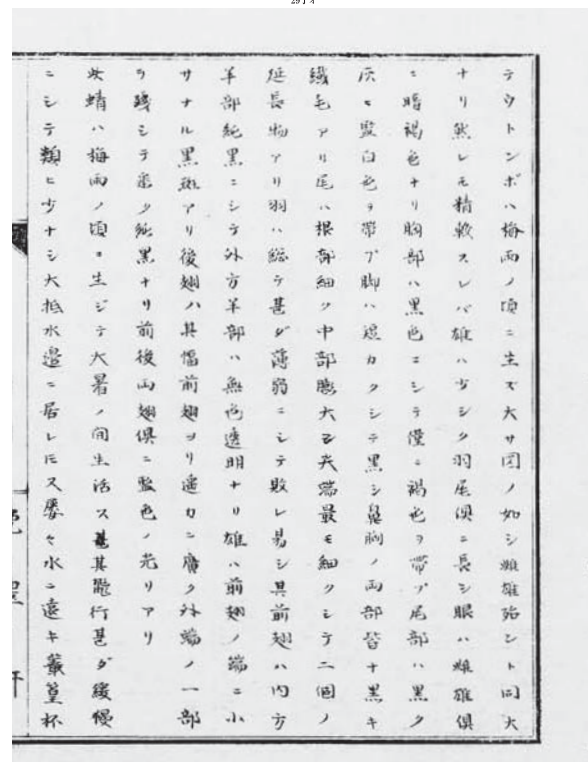 テウトンボハ梅雨ノ頃ニ生ズ大サ図ノ如シ雌雄殆ント同大
ナリ然レモ精軟スレバ雄ハ少シク羽尾倶ニ長シ眼ハ雌雄倶
ニ暗褐色ナリ胸部ハ黒色ニシテ僅ニ褐色ヲ帯ブ尾部ハ黒ク
灰ニ藍白色ヲ帯ブ脚ハ短カクシテ黒シ鼻胸ノ両部皆十黒キ
繊毛アリ尾ハ根部細ク中部膨大シ尖端最モ細クシテ二個ノ
延長物アリ羽ハ総テ甚ダ薄弱ニシテ敗レ易シ其前翅ハ内方
半部純黒ニシテ外方半部ハ無色透明ナリ雄ハ前翅ノ端ニ小
サナル黒斑アリ後翅ハ其幅前翅ヨリ遥カニ廣ク外端ノ一部
ヲ残シテ悉ク純黒ナリ前後両翅倶ニ藍色ノ光リアリ
此蜻ハ梅雨ノ頃ニ生ジテ大暑ノ間生活ス甚其飛行甚ダ緩慢
ニシテ類ヒ少ナシ大抵水邉ニ居レ𪜈ス屡々水ニ遠キ叢篁杯